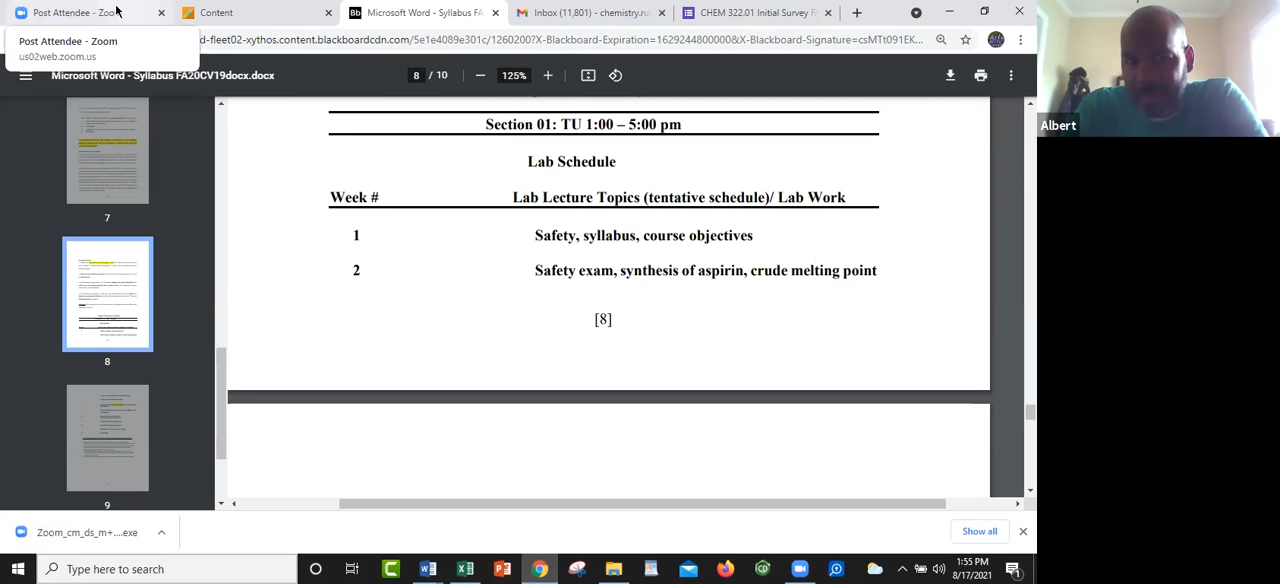 Post Attendee - Zoo
Content
Microsoft Word - Syllabus FA
Inbox (11,801) - chemistry.ru
CHEM 322.01 Initial Survey F
Post Attendee - Zoom
us02web.zoom.us
d-fleet02-xythos.content.blackboardcdn.com/5e1e4089e301c/1260200?X-Blackboard-Expiration=1629244800000&X-Blackboard-Signature=csMTt091EK...
Microsoft Word - Syllabus FA20CV19docx.docx
8 / 10
125%
Albert
Section 01: TU 1:00 – 5:00 pm
Lab Schedule
Week # Lab Lecture Topics (tentative schedule)/ Lab Work
1 Safety, syllabus, course objectives
2 Safety exam, synthesis of aspirin, crude melting point
[8]
7
8
9
Zoom_cm_ds_m+....exe
Show all
Type here to search
1:55 PM
8/17/2021